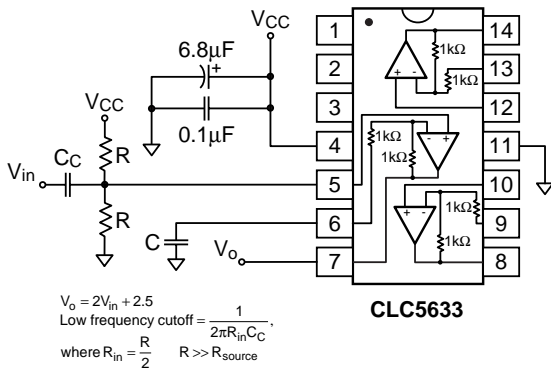 VCC
6.8µF
+
0.1µF
VCC
CC
R
Vin
R
C
Vo
1
2
3
4
5
6
7
14
13
12
11
10
9
8
1kΩ
1kΩ
+ -
1kΩ
- +
1kΩ
+ -
1kΩ
1kΩ
CLC5633
Vo = 2Vin + 2.5
Low frequency cutoff = 1 / 2πRinCC ,
where Rin = R / 2 R >> Rsource